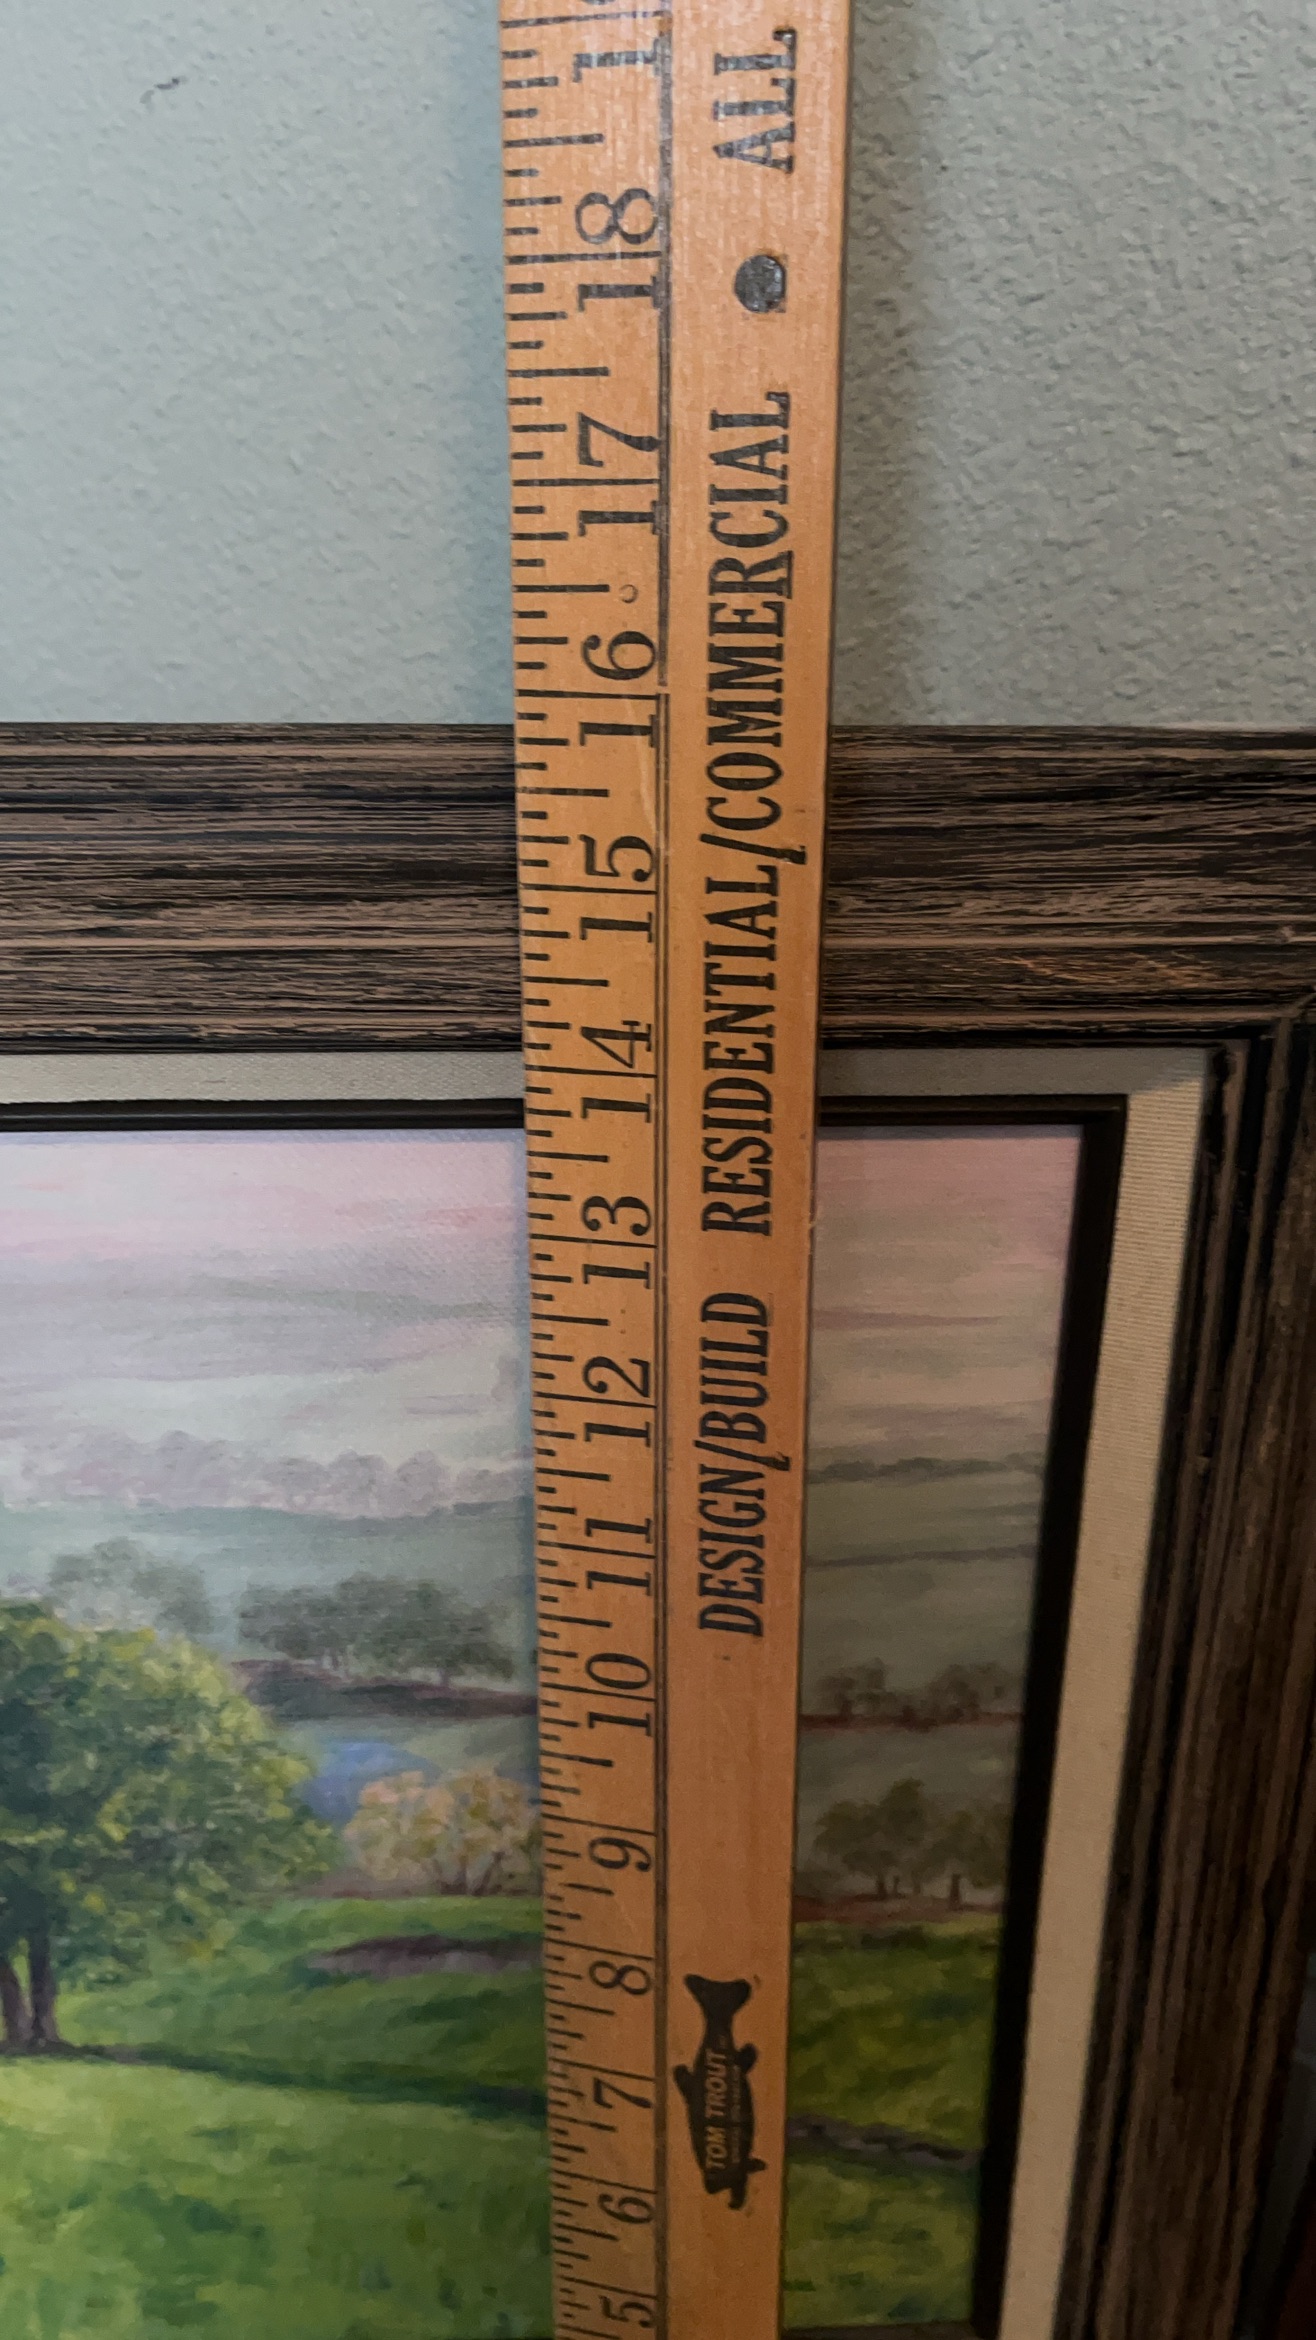 DESIGN/BUILD RESIDENTIAL/COMMERCIAL • ALL
TOM TROUT
5 6 7 8 9 10 11 12 13 14 15 16 17 18 1